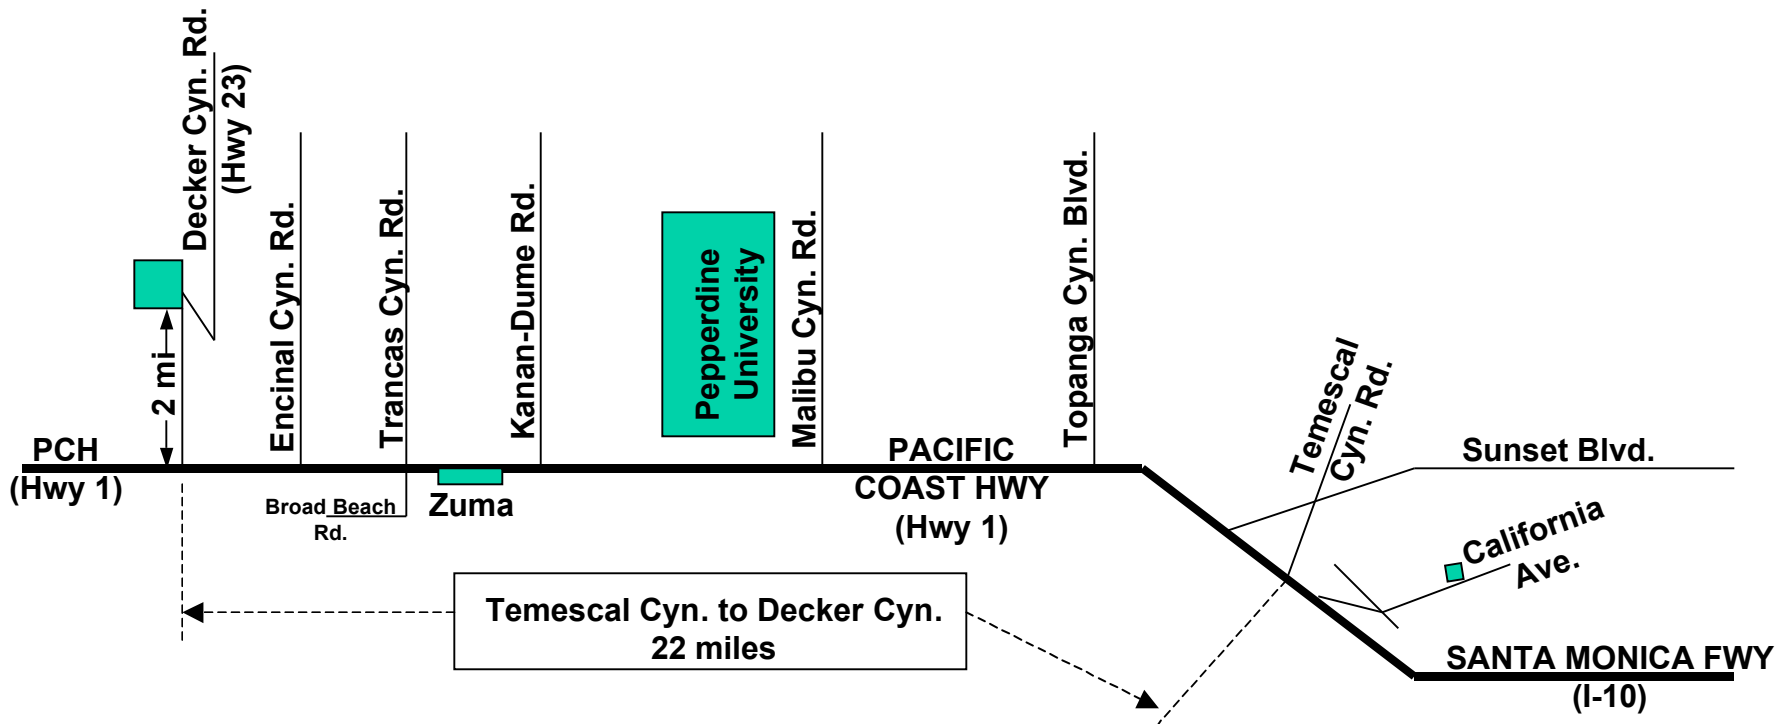 Decker Cyn. Rd.
(Hwy 23)
2 mi
Encinal Cyn. Rd.
Trancas Cyn. Rd.
Kanan-Dume Rd.
Pepperdine
University
Malibu Cyn. Rd.
Topanga Cyn. Blvd.
Temescal
Cyn. Rd.
PCH
(Hwy 1)
Broad Beach
Rd.
Zuma
PACIFIC
COAST HWY
(Hwy 1)
Sunset Blvd.
California
Ave.
Temescal Cyn. to Decker Cyn.
22 miles
SANTA MONICA FWY
(I-10)